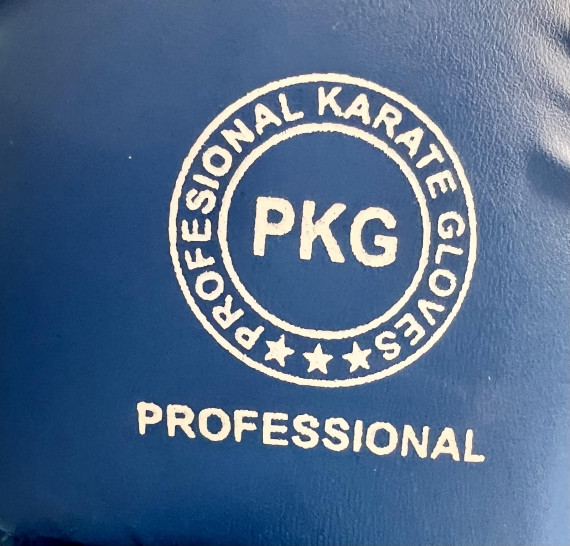 PROFESIONAL KARATE GLOVES
PKG
PROFESSIONAL